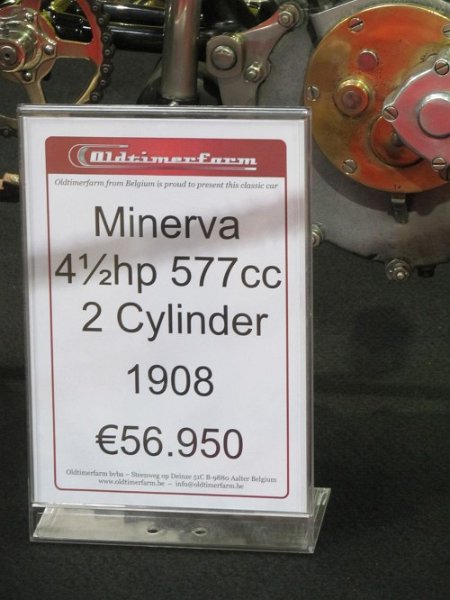 Oldtimerfarm
Oldtimerfarm from Belgium is proud to present this classic car
Minerva
4½hp 577cc
2 Cylinder
1908
€56.950
Oldtimerfarm bvba – Steenweg op Deinze 51C B-9880 Aalter Belgium
www.oldtimerfarm.be – info@oldtimerfarm.be